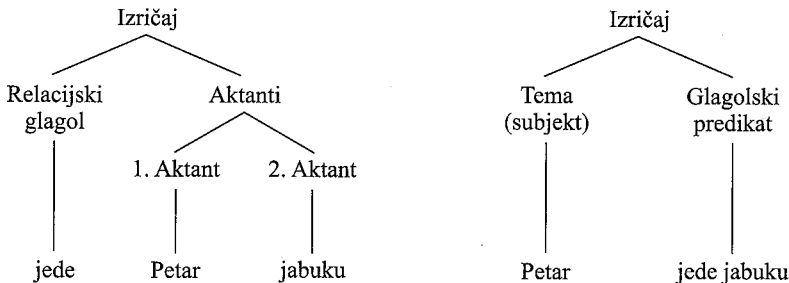 Izričaj
Relacijski
glagol
Aktanti
1. Aktant
2. Aktant
jede
Petar
jabuku
Izričaj
Tema
(subjekt)
Glagolski
predikat
Petar
jede jabuku